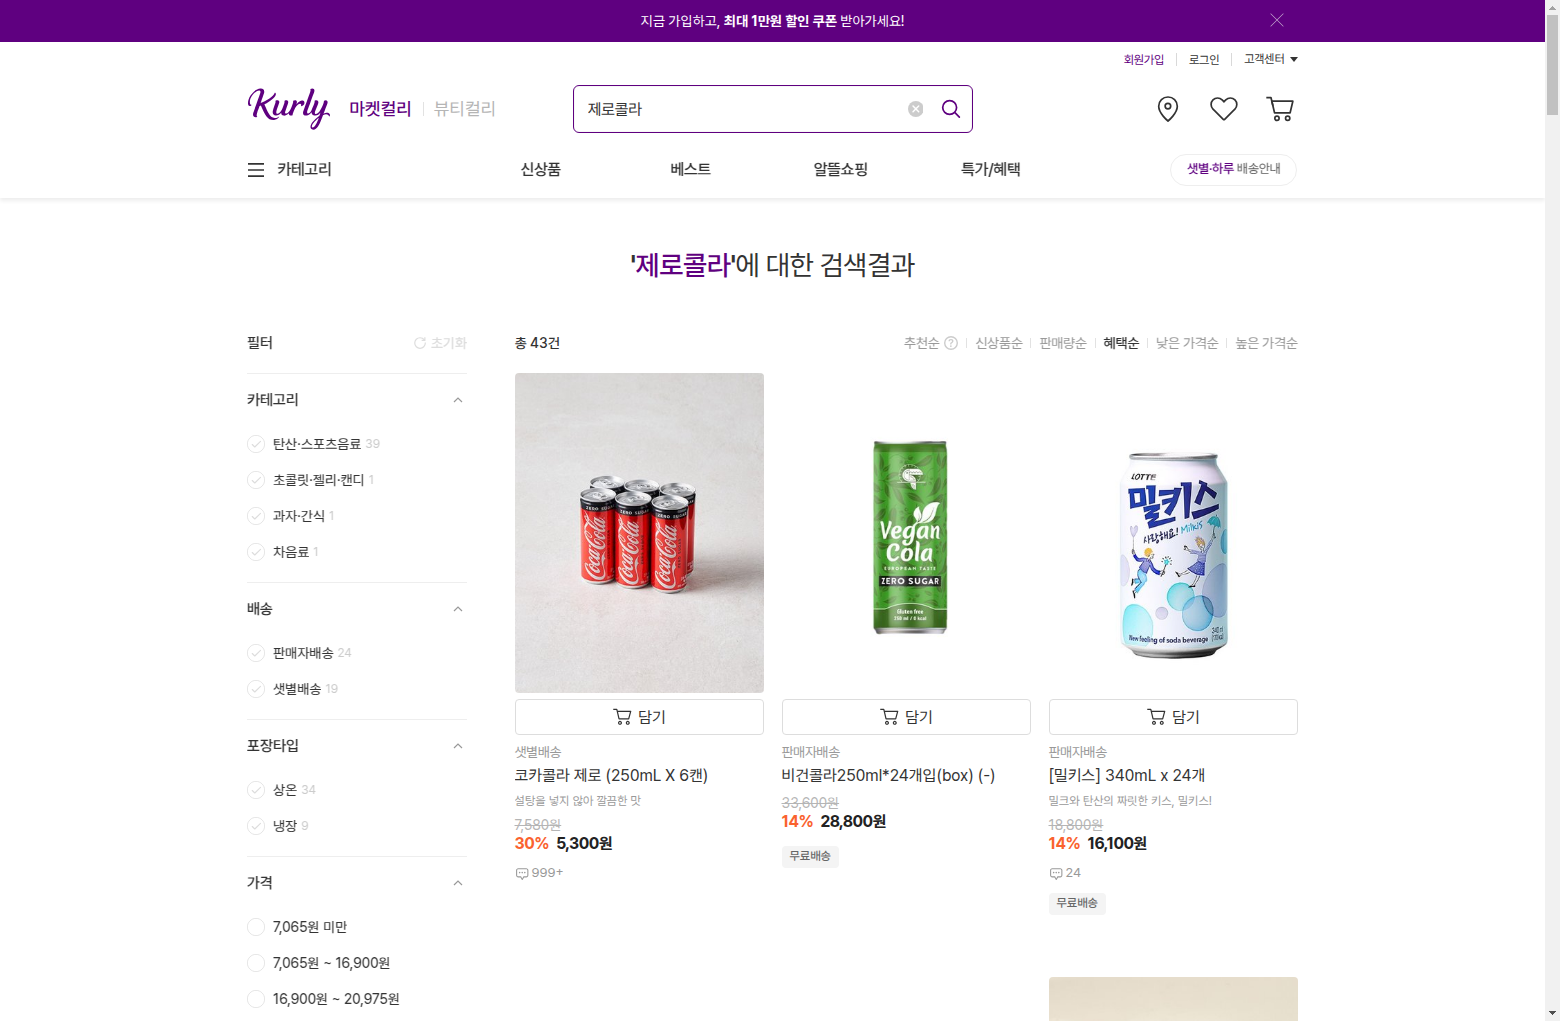 지금 가입하고, 최대 1만원 할인 쿠폰 받아가세요!
회원가입 로그인 고객센터
Kurly 마켓컬리 뷰티컬리
제로콜라
카테고리 신상품 베스트 알뜰쇼핑 특가/혜택 샛별·하루 배송안내
'제로콜라'에 대한 검색결과
필터 초기화
총 43건
추천순 ? 신상품순 판매량순 혜택순 낮은 가격순 높은 가격순
카테고리
탄산·스포츠음료 39
초콜릿·젤리·캔디 1
과자·간식 1
차음료 1
배송
판매자배송 24
샛별배송 19
포장타입
상온 34
냉장 9
가격
7,065원 미만
7,065원 ~ 16,900원
16,900원 ~ 20,975원
ZERO SUGAR
Coca-Cola
Coca-Cola
Coca-Cola
담기
샛별배송
코카콜라 제로 (250mL X 6캔)
설탕을 넣지 않아 깔끔한 맛
7,580원
30% 5,300원
999+
Vegan
Cola
EUROPEAN TASTE
ZERO SUGAR
Gluten free
담기
판매자배송
비건콜라250ml*24개입(box) (-)
33,600원
14% 28,800원
무료배송
LOTTE
밀키스
사랑해요! Milkis
New feeling of soda beverage
340 ml
담기
판매자배송
[밀키스] 340mL x 24개
밀크와 탄산의 짜릿한 키스, 밀키스!
18,800원
14% 16,100원
24
무료배송